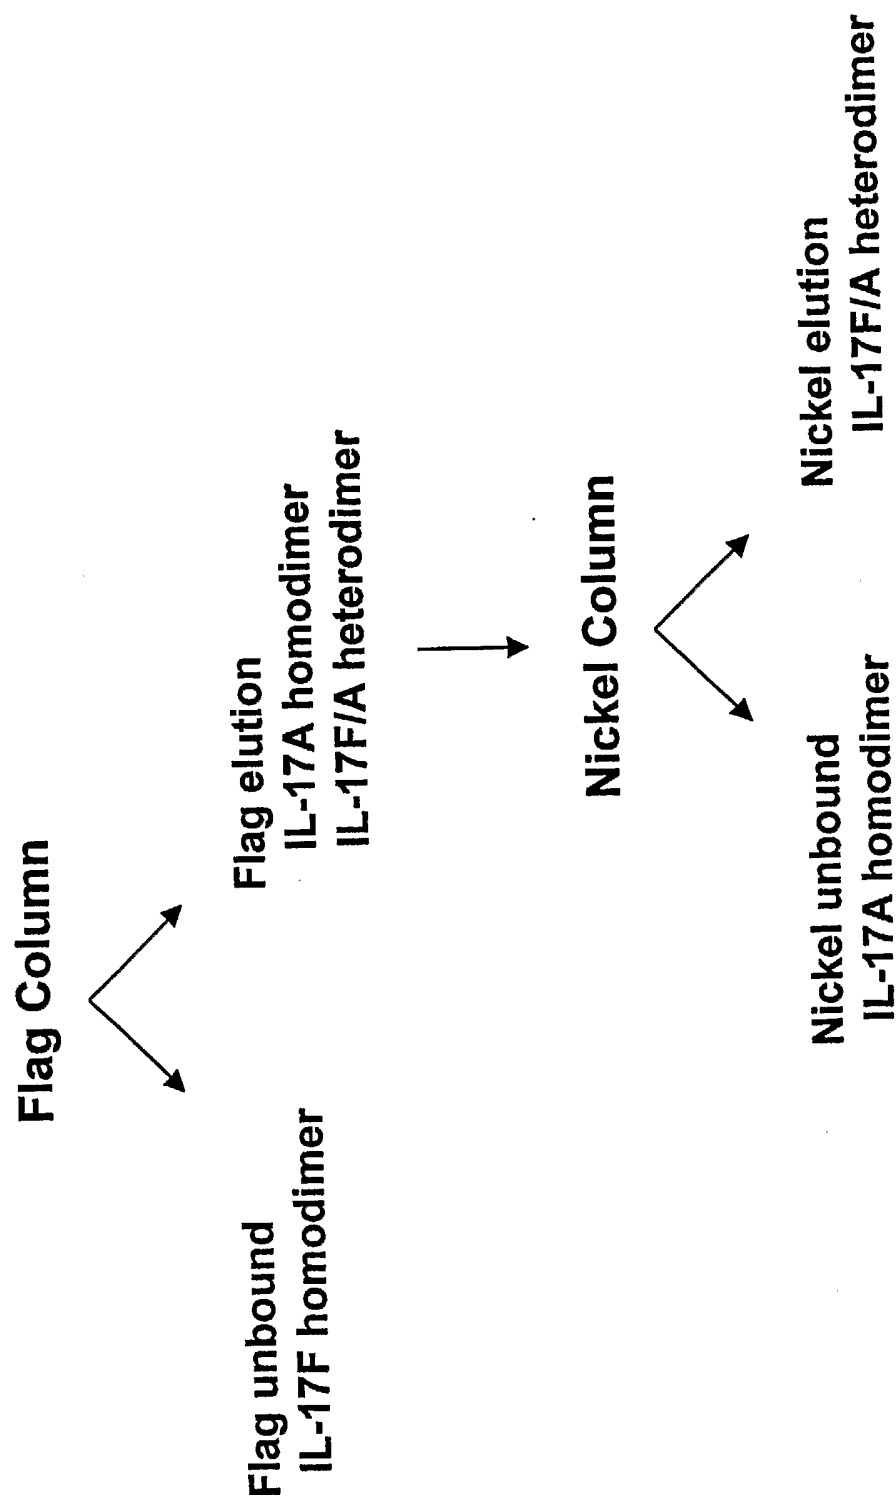 Flag Column
Flag unbound
IL-17F homodimer
Flag elution
IL-17A homodimer
IL-17F/A heterodimer
Nickel Column
Nickel unbound
IL-17A homodimer
Nickel elution
IL-17F/A heterodimer